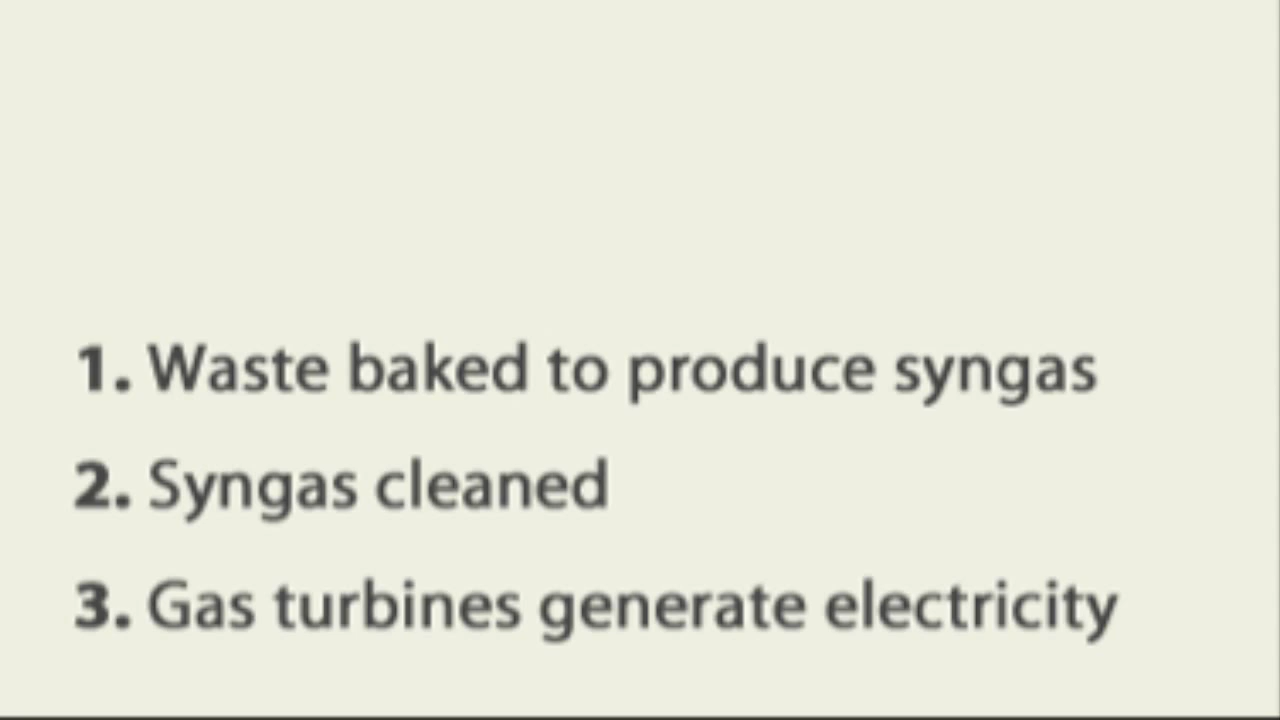 1. Waste baked to produce syngas
2. Syngas cleaned
3. Gas turbines generate electricity